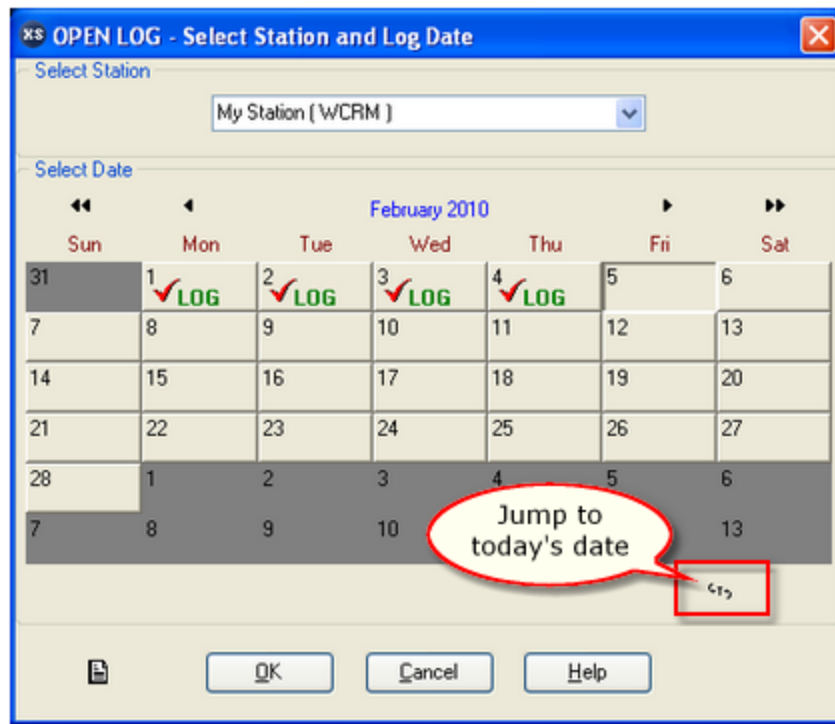 XS OPEN LOG - Select Station and Log Date
Select Station
My Station ( WCRM )
Select Date
February 2010
Sun Mon Tue Wed Thu Fri Sat
31 1 LOG 2 LOG 3 LOG 4 LOG 5 6
7 8 9 10 11 12 13
14 15 16 17 18 19 20
21 22 23 24 25 26 27
28 1 2 3 4 5 6
7 8 9 10 13
Jump to
today's date
OK Cancel Help